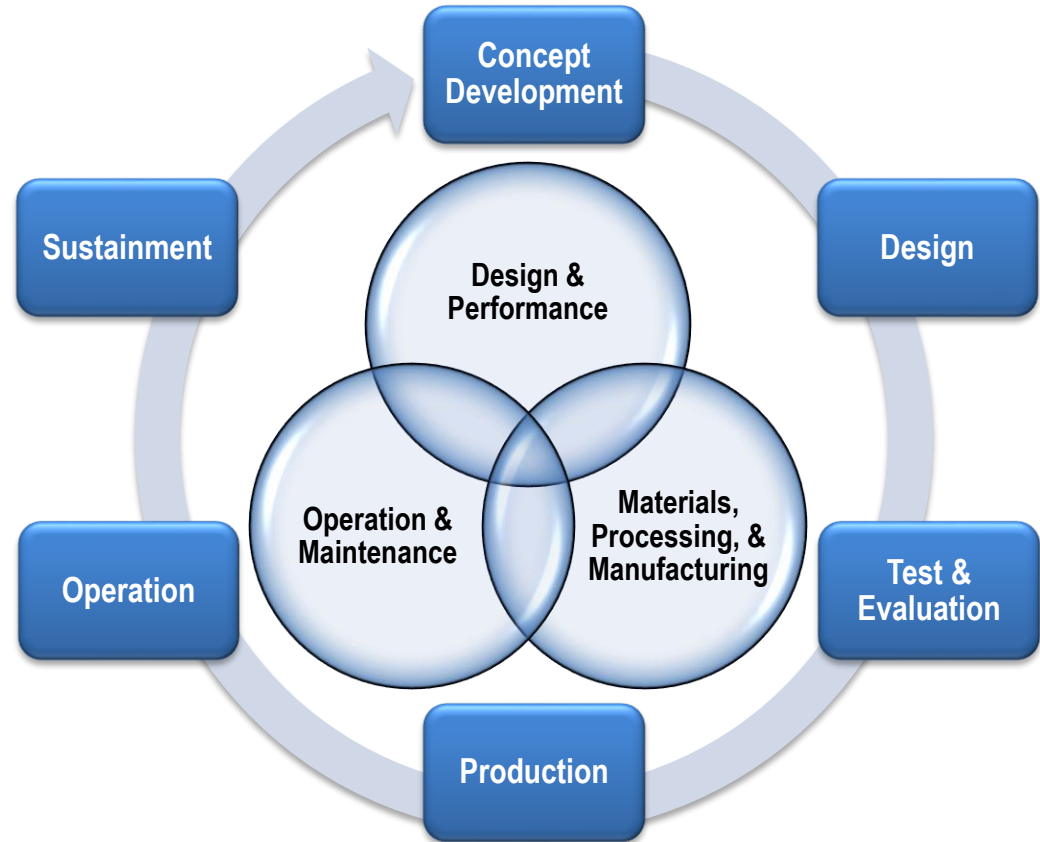 Concept
Development
Design
Test &
Evaluation
Production
Operation
Sustainment
Design &
Performance
Materials,
Processing, &
Manufacturing
Operation &
Maintenance